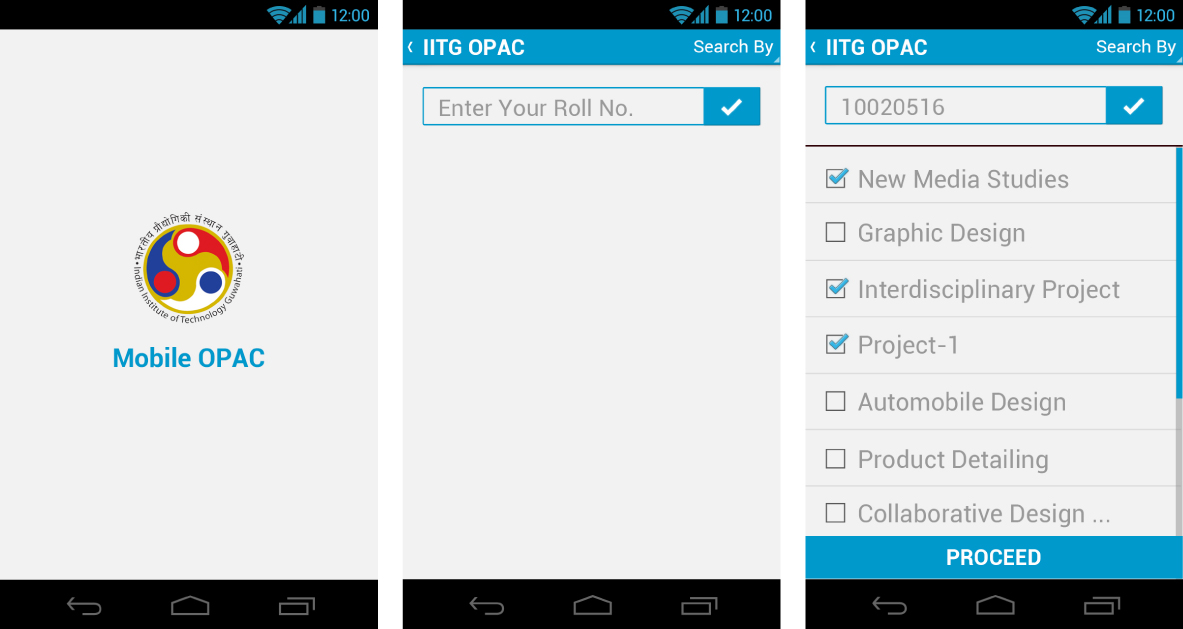 12:00
•भारतीय प्रौद्योगिकी संस्थान गुवाहाटी•
Indian Institute of Technology Guwahati
Mobile OPAC
12:00
‹ IITG OPAC Search By
Enter Your Roll No.
12:00
‹ IITG OPAC Search By
10020516
New Media Studies
Graphic Design
Interdisciplinary Project
Project-1
Automobile Design
Product Detailing
Collaborative Design ...
PROCEED